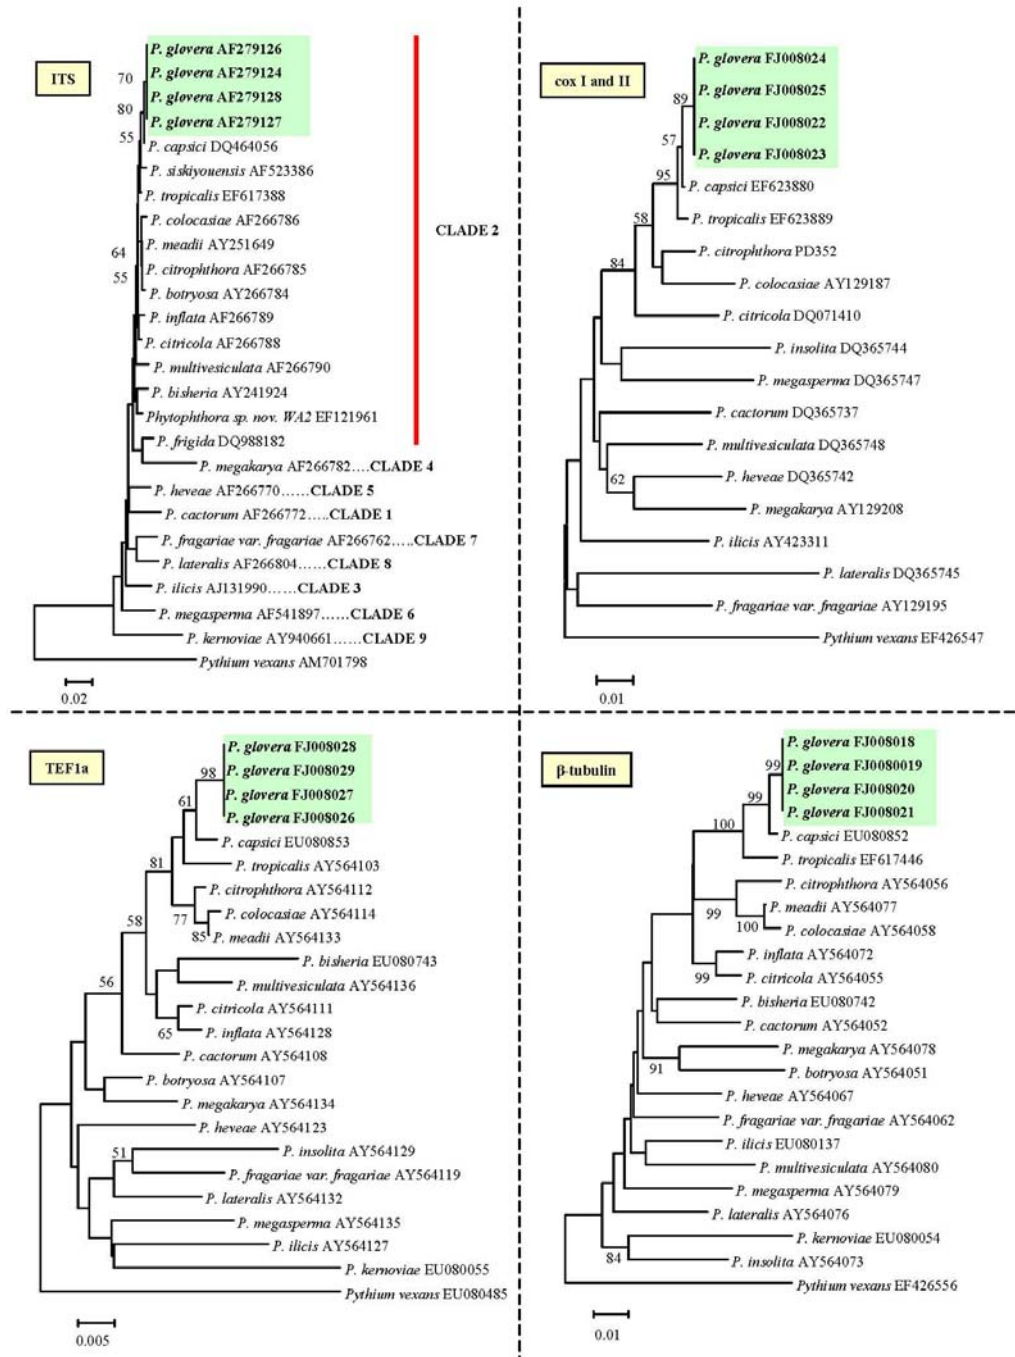 ITS
P. glovera AF279126
P. glovera AF279124
P. glovera AF279128
P. glovera AF279127
P. capsici DQ464056
P. siskiyouensis AF523386
P. tropicalis EF617388
P. colocasiae AF266786
P. meadii AY251649
P. citrophthora AF266785
P. botryosa AY266784
P. inflata AF266789
P. citricola AF266788
P. multivesiculata AF266790
P. bisheria AY241924
Phytophthora sp. nov. WA2 EF121961
P. frigida DQ988182
P. megakarya AF266782....CLADE 4
P. heveae AF266770......CLADE 5
P. cactorum AF266772.....CLADE 1
P. fragariae var. fragariae AF266762.....CLADE 7
P. lateralis AF266804......CLADE 8
P. ilicis AJ131990......CLADE 3
P. megasperma AF541897......CLADE 6
P. kernoviae AY940661......CLADE 9
Pythium vexans AM701798
70
80
55
64
55
CLADE 2
0.02
cox I and II
P. glovera FJ008024
P. glovera FJ008025
P. glovera FJ008022
P. glovera FJ008023
P. capsici EF623880
P. tropicalis EF623889
P. citrophthora PD352
P. colocasiae AY129187
P. citricola DQ071410
P. insolita DQ365744
P. megasperma DQ365747
P. cactorum DQ365737
P. multivesiculata DQ365748
P. heveae DQ365742
P. megakarya AY129208
P. ilicis AY423311
P. lateralis DQ365745
P. fragariae var. fragariae AY129195
Pythium vexans EF426547
89
57
95
58
84
62
0.01
TEF1a
P. glovera FJ008028
P. glovera FJ008029
P. glovera FJ008027
P. glovera FJ008026
P. capsici EU080853
P. tropicalis AY564103
P. citrophthora AY564112
P. colocasiae AY564114
P. meadii AY564133
P. bisheria EU080743
P. multivesiculata AY564136
P. citricola AY564111
P. inflata AY564128
P. cactorum AY564108
P. botryosa AY564107
P. megakarya AY564134
P. heveae AY564123
P. insolita AY564129
P. fragariae var. fragariae AY564119
P. lateralis AY564132
P. megasperma AY564135
P. ilicis AY564127
P. kernoviae EU080055
Pythium vexans EU080485
98
61
81
77
85
58
56
65
51
0.005
β-tubulin
P. glovera FJ008018
P. glovera FJ0080019
P. glovera FJ008020
P. glovera FJ008021
P. capsici EU080852
P. tropicalis EF617446
P. citrophthora AY564056
P. meadii AY564077
P. colocasiae AY564058
P. inflata AY564072
P. citricola AY564055
P. bisheria EU080742
P. cactorum AY564052
P. megakarya AY564078
P. botryosa AY564051
P. heveae AY564067
P. fragariae var. fragariae AY564062
P. ilicis EU080137
P. multivesiculata AY564080
P. megasperma AY564079
P. lateralis AY564076
P. kernoviae EU080054
P. insolita AY564073
Pythium vexans EF426556
99
99
100
99
100
99
91
84
0.01